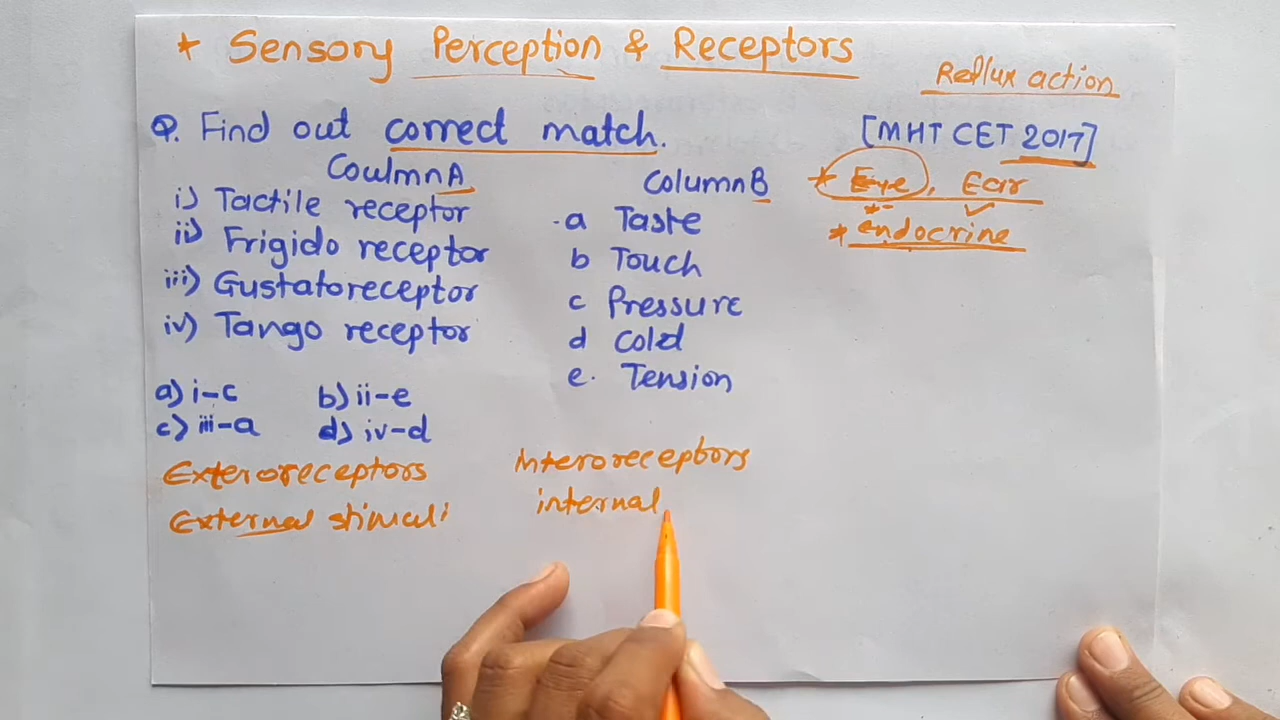 * Sensory Perception & Receptors
Reflux action
Q. Find out correct match.
[MHT CET 2017]
Coulmn A
Column B
* Eye, Ear
* endocrine
i) Tactile receptor
ii) Frigido receptor
iii) Gustatoreceptor
iv) Tango receptor
a Taste
b Touch
c Pressure
d Cold
e. Tension
a) i-c b) ii-e
c) iii-a d) iv-d
Exteroreceptors
External stimuli
Interoreceptors
internal